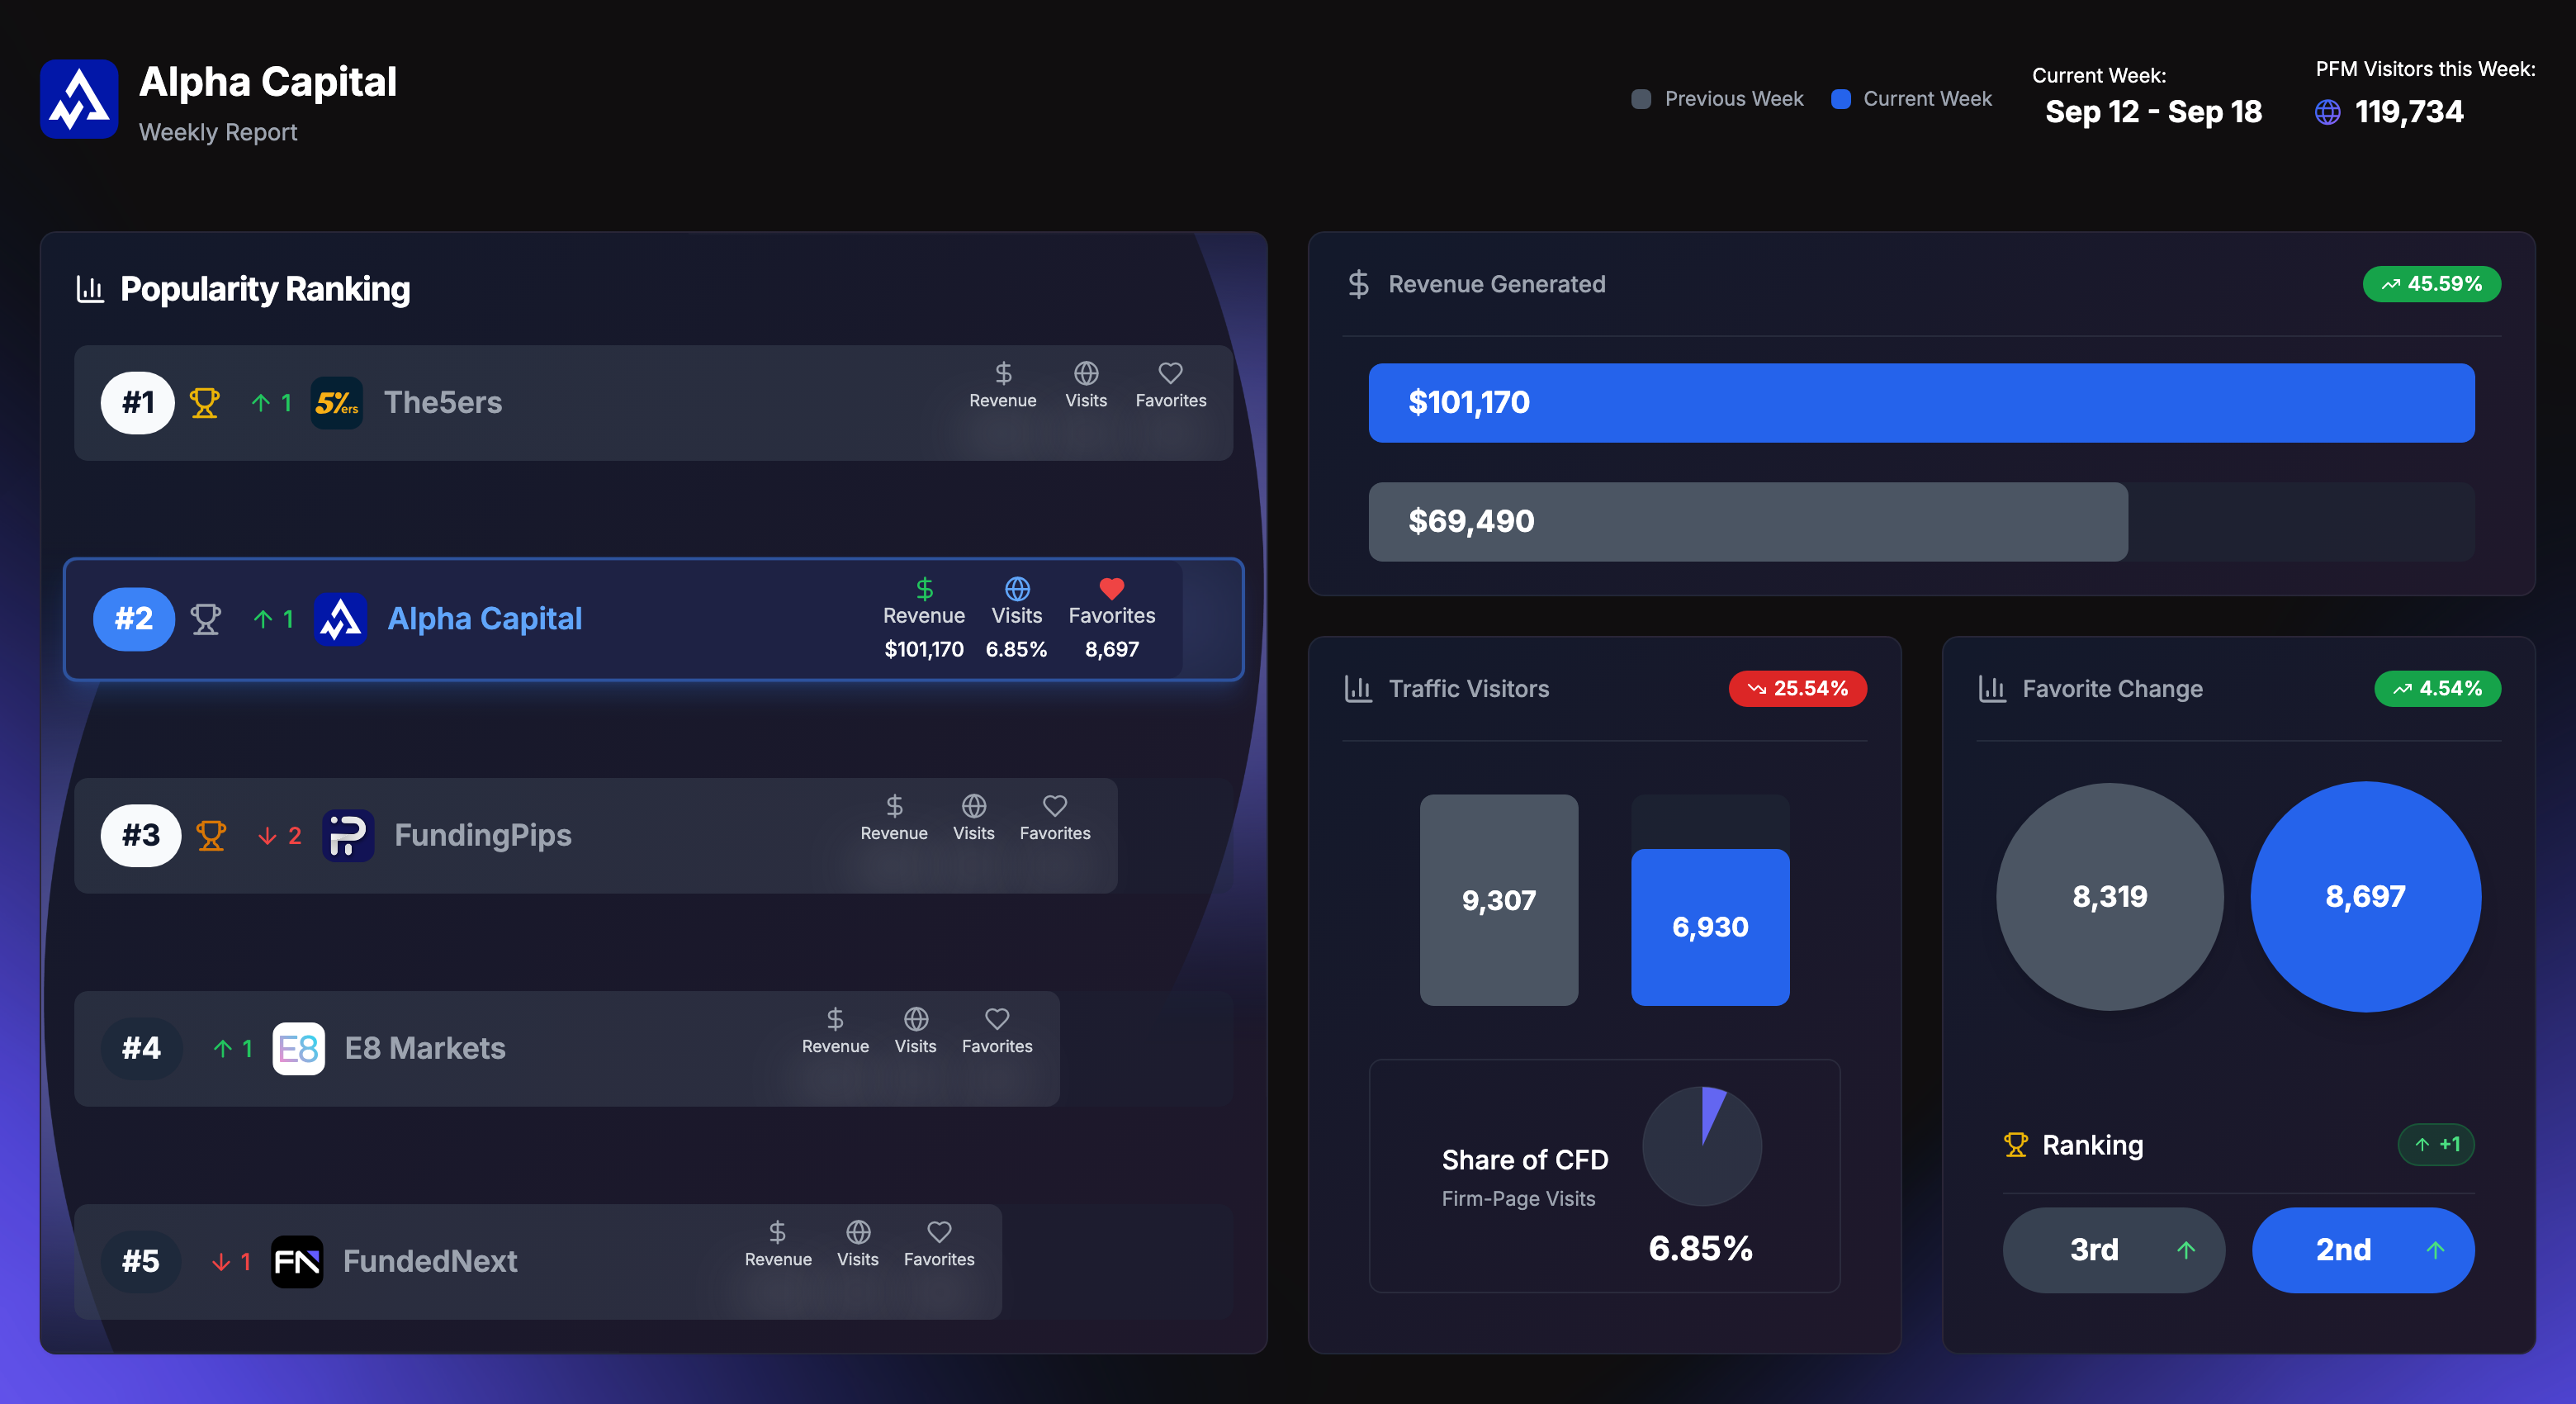 Alpha Capital
Weekly Report
Previous Week
Current Week
Current Week:
Sep 12 - Sep 18
PFM Visitors this Week:
119,734
Popularity Ranking
#1
1
5%ers
The5ers
Revenue
Visits
Favorites
#2
1
Alpha Capital
Revenue
Visits
Favorites
$101,170
6.85%
8,697
#3
2
FundingPips
Revenue
Visits
Favorites
#4
1
E8
E8 Markets
Revenue
Visits
Favorites
#5
1
FN
FundedNext
Revenue
Visits
Favorites
Revenue Generated
45.59%
$101,170
$69,490
Traffic Visitors
25.54%
9,307
6,930
Share of CFD
Firm-Page Visits
6.85%
Favorite Change
4.54%
8,319
8,697
Ranking
+1
3rd
2nd